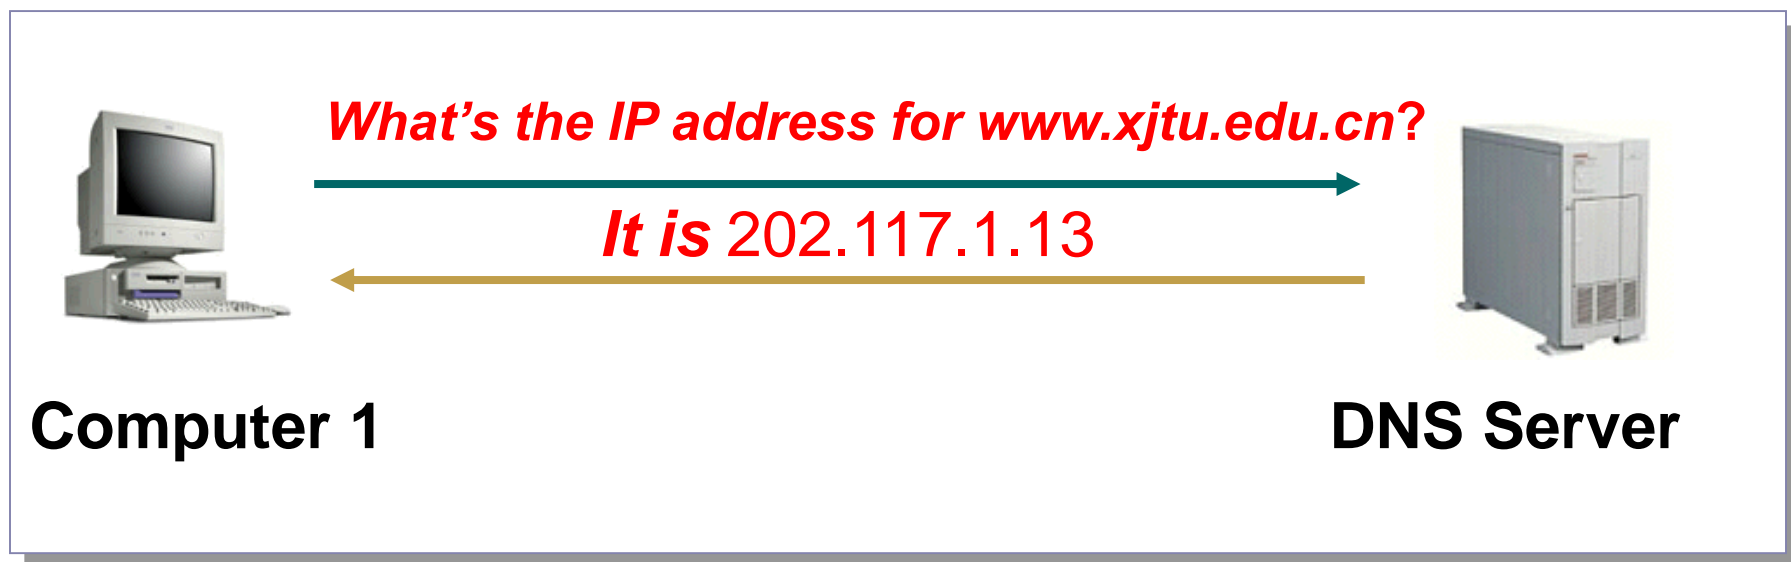 What’s the IP address for www.xjtu.edu.cn?
It is 202.117.1.13
Computer 1
DNS Server